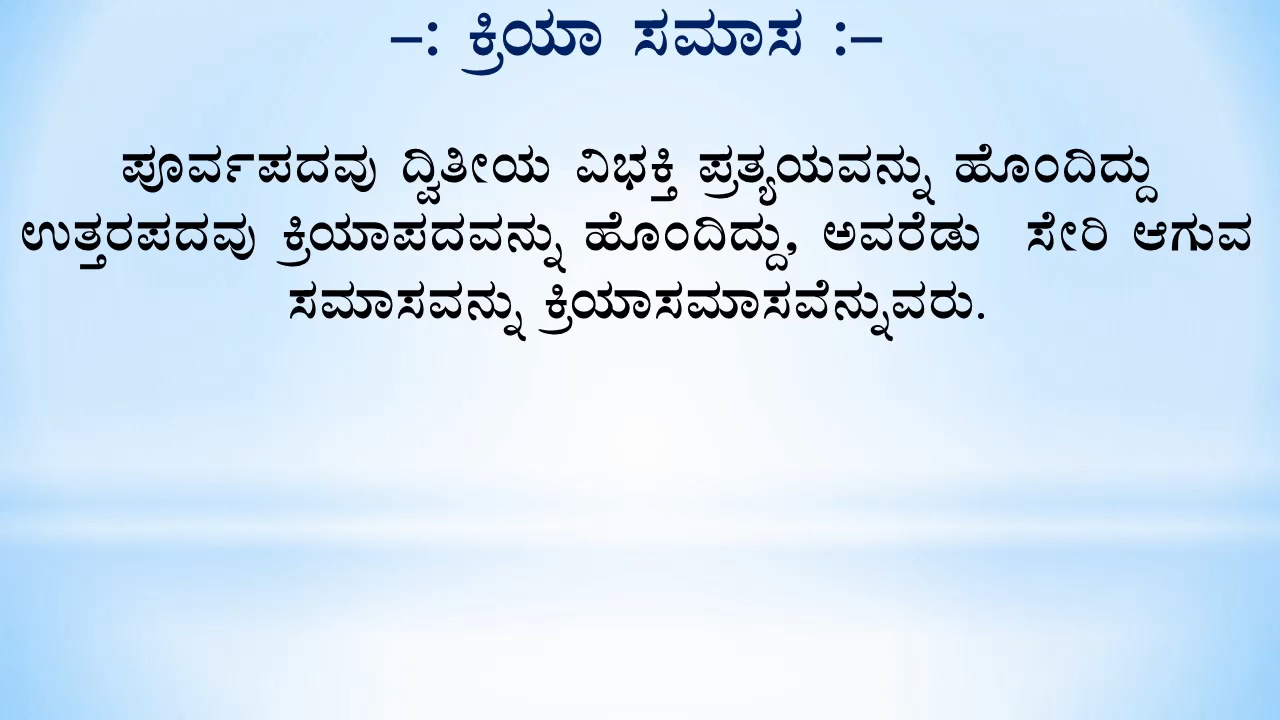 –: ಕ್ರಿಯಾ ಸಮಾಸ :–
ಪೂರ್ವಪದವು ದ್ವಿತೀಯ ವಿಭಕ್ತಿ ಪ್ರತ್ಯಯವನ್ನು ಹೊಂದಿದ್ದು
ಉತ್ತರಪದವು ಕ್ರಿಯಾಪದವನ್ನು ಹೊಂದಿದ್ದು, ಅವರೆಡು ಸೇರಿ ಆಗುವ
ಸಮಾಸವನ್ನು ಕ್ರಿಯಾಸಮಾಸವೆನ್ನುವರು.